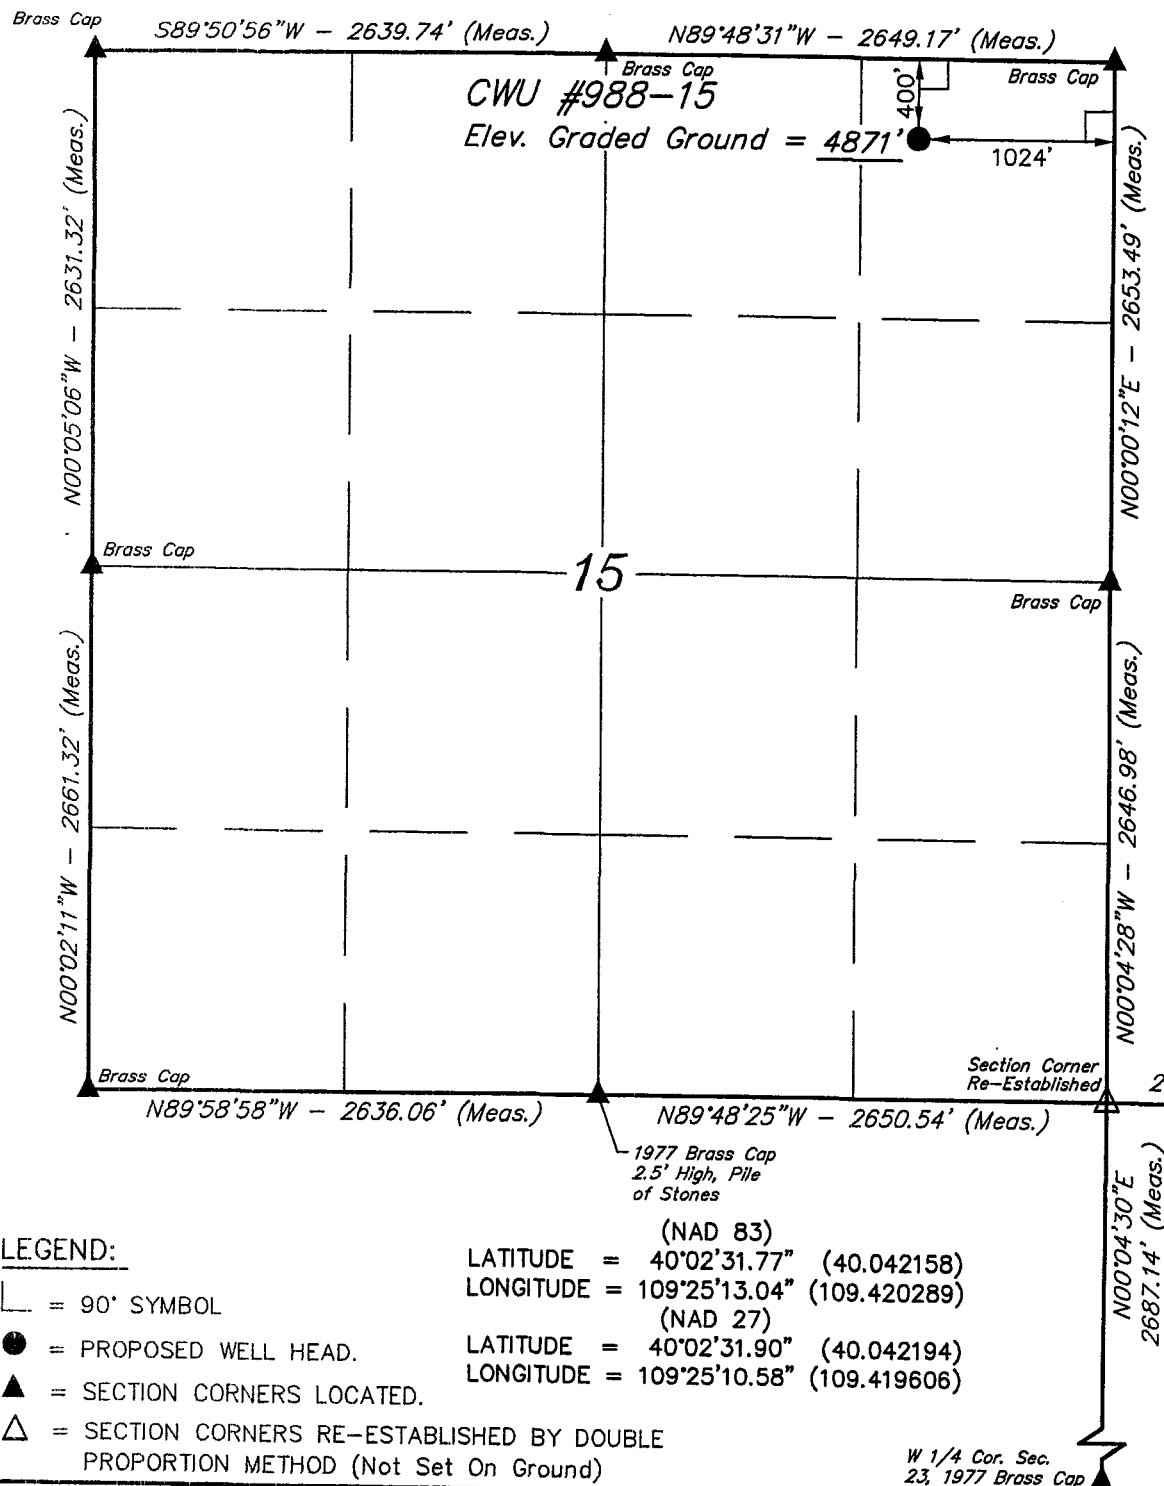 Brass Cap
S89°50'56"W - 2639.74' (Meas.)
N89°48'31"W - 2649.17' (Meas.)
Brass Cap
Brass Cap
CWU #988-15
Elev. Graded Ground = 4871'
400'
1024'
N00°05'06"W - 2631.32' (Meas.)
N00°00'12"E - 2653.49' (Meas.)
Brass Cap
15
Brass Cap
N00°02'11"W - 2661.32' (Meas.)
N00°04'28"W - 2646.98' (Meas.)
Brass Cap
Section Corner
Re-Established
2
N89°58'58"W - 2636.06' (Meas.)
N89°48'25"W - 2650.54' (Meas.)
1977 Brass Cap
2.5' High, Pile
of Stones
N00°04'30"E
2687.14' (Meas.)
LEGEND:
= 90° SYMBOL
= PROPOSED WELL HEAD.
= SECTION CORNERS LOCATED.
= SECTION CORNERS RE-ESTABLISHED BY DOUBLE
PROPORTION METHOD (Not Set On Ground)
(NAD 83)
LATITUDE = 40°02'31.77" (40.042158)
LONGITUDE = 109°25'13.04" (109.420289)
(NAD 27)
LATITUDE = 40°02'31.90" (40.042194)
LONGITUDE = 109°25'10.58" (109.419606)
W 1/4 Cor. Sec.
23, 1977 Brass Cap